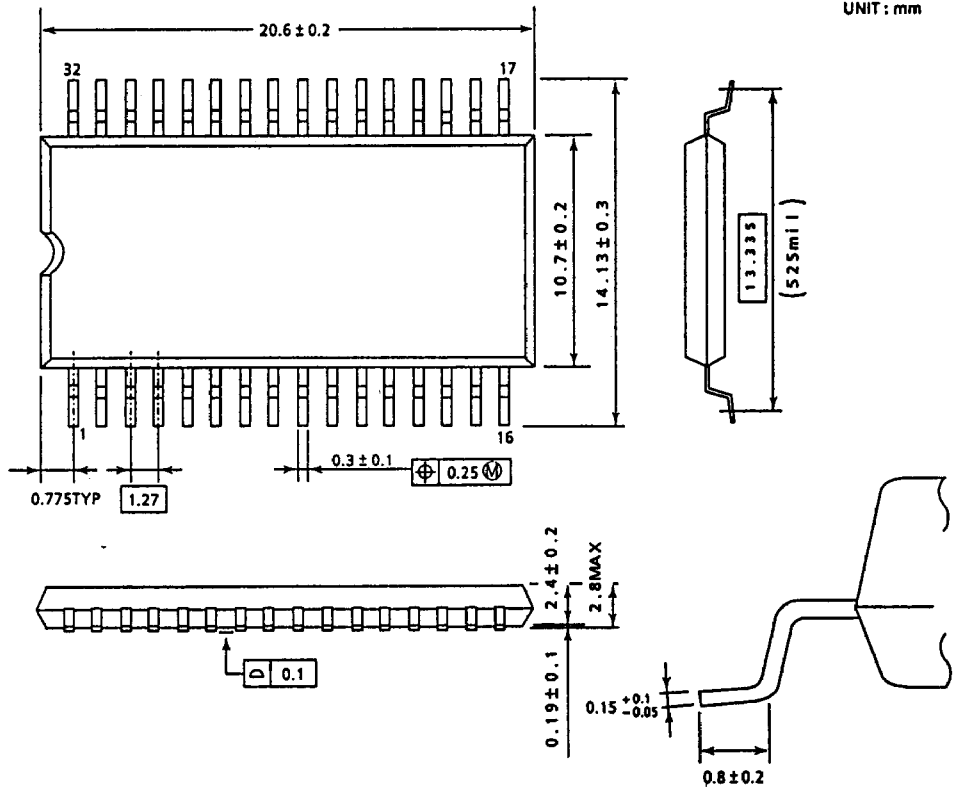 UNIT : mm
20.6 ± 0.2
32
17
10.7 ± 0.2
14.13 ± 0.3
13.335
(525mil)
1
16
0.775TYP
1.27
0.3 ± 0.1
⌖ 0.25 Ⓜ
2.4 ± 0.2
2.8MAX
0.1
0.19 ± 0.1
0.15 +0.1 −0.05
0.8 ± 0.2